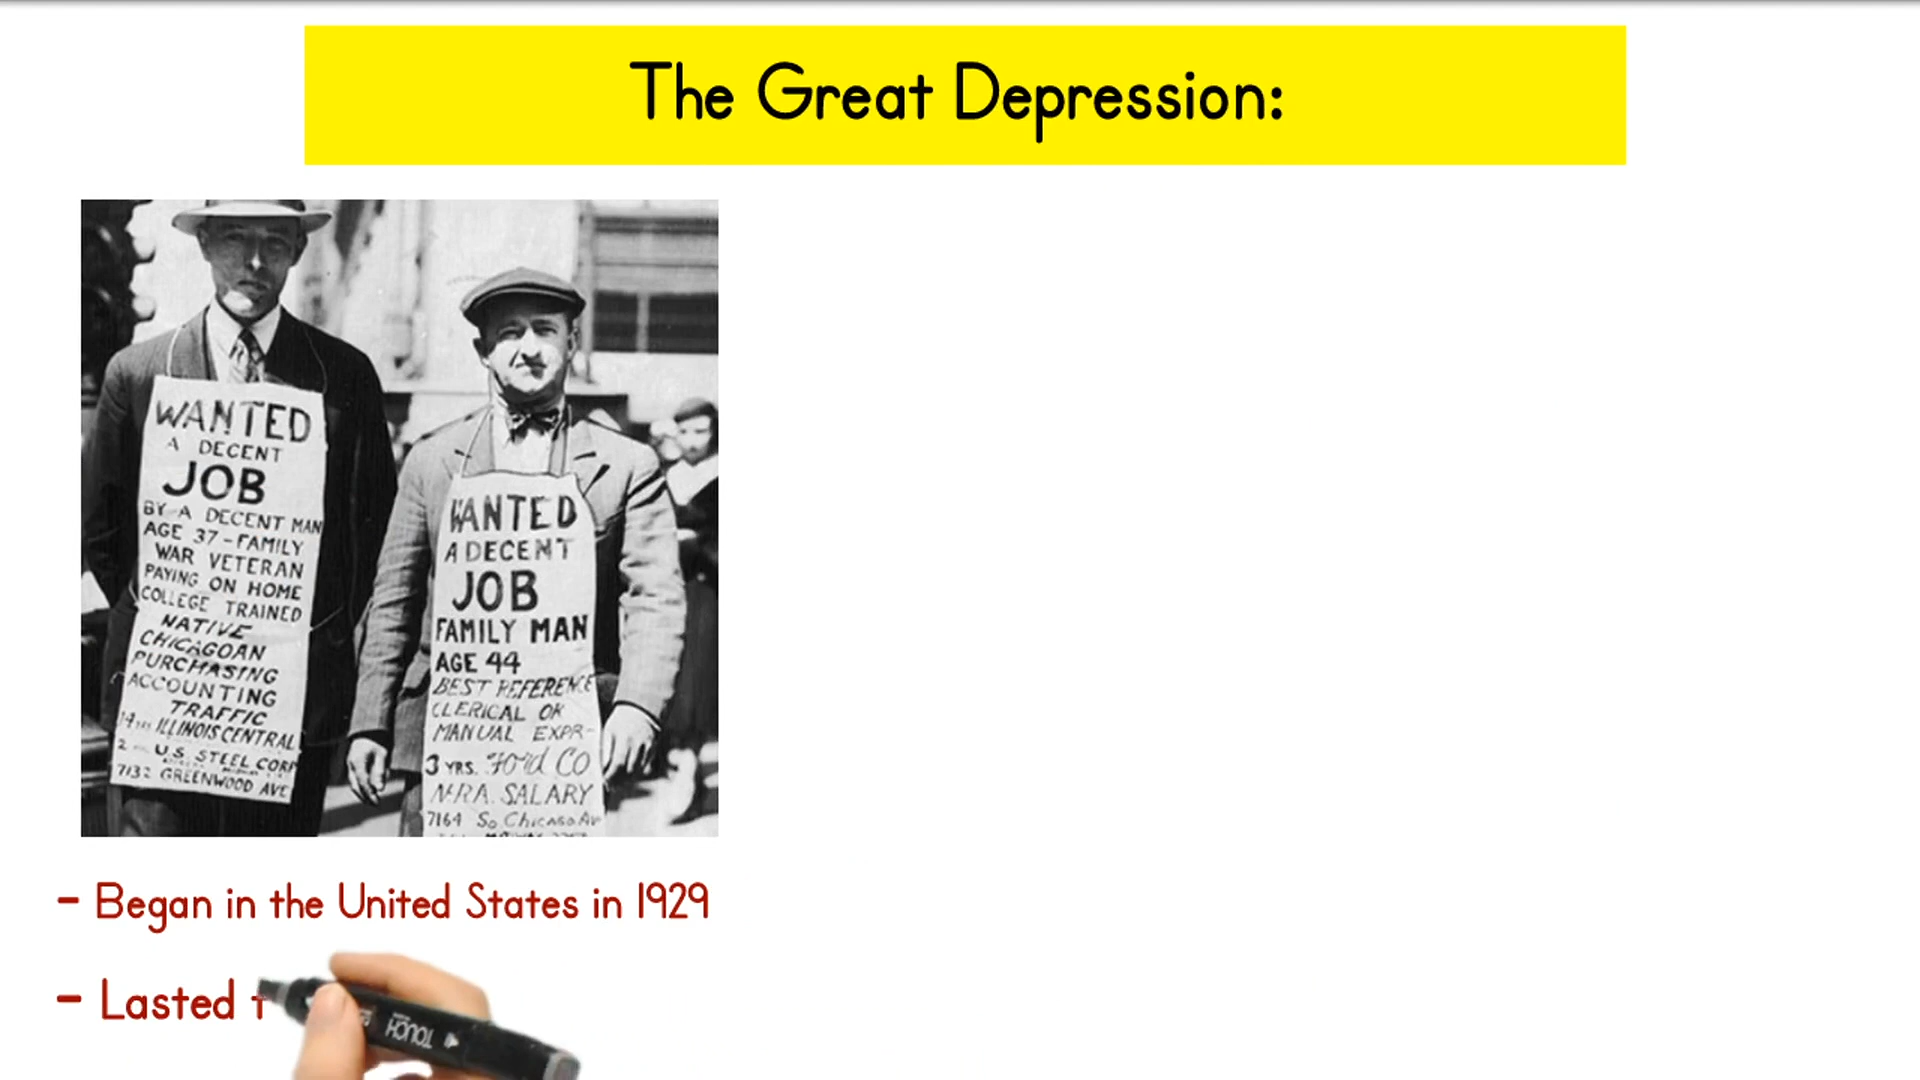 The Great Depression:
WANTED
A DECENT
JOB
BY A DECENT MAN
AGE 37-FAMILY
WAR VETERAN
PAYING ON HOME
COLLEGE TRAINED
NATIVE
CHICAGOAN
PURCHASING
ACCOUNTING
TRAFFIC
ILLINOIS CENTRAL
U.S. STEEL CORP
7132 GREENWOOD AVE
WANTED
A DECENT
JOB
FAMILY MAN
AGE 44
BEST REFERENCE
CLERICAL OR
MANUAL EXPR-
3 YRS. Ford CO
N.R.A. SALARY
7164 So. Chicago Av
- Began in the United States in 1929
- Lasted t
TOUCH